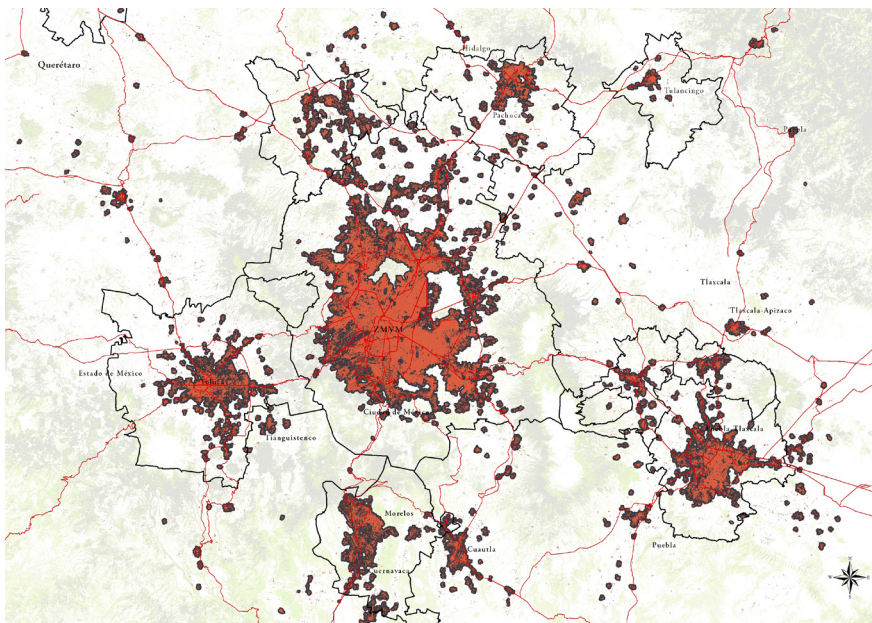 Hidalgo
Querétaro
Tulancingo
Pachuca
Puebla
Tlaxcala
Tlaxcala-Apizaco
ZMVM
Estado de México
Toluca
Ciudad de México
Puebla-Tlaxcala
Tianguistenco
Morelos
Puebla
Cuautla
Cuernavaca
N
W
E
S